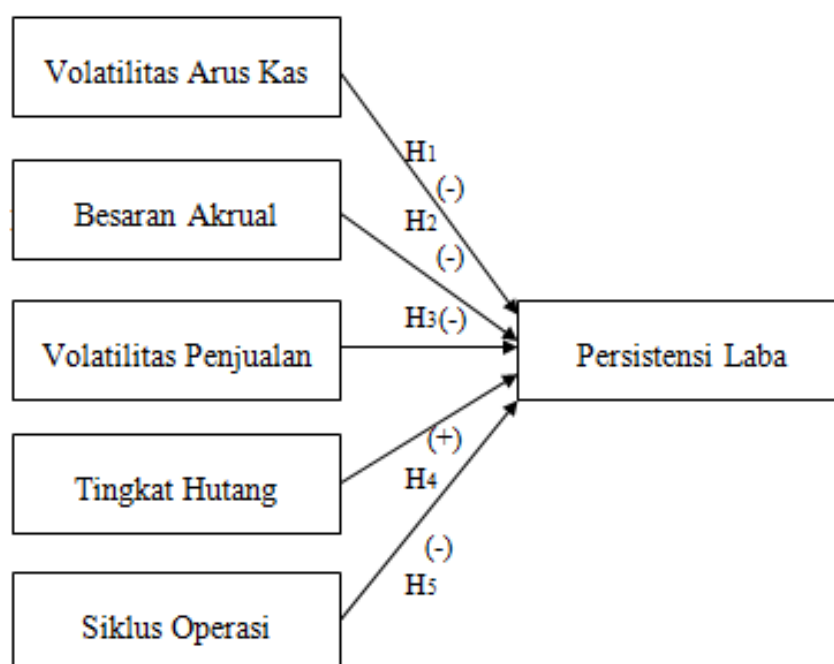 Volatilitas Arus Kas
H1
(-)
Besaran Akrual
H2
(-)
H3(-)
Volatilitas Penjualan
Persistensi Laba
(+)
Tingkat Hutang
H4
(-)
H5
Siklus Operasi